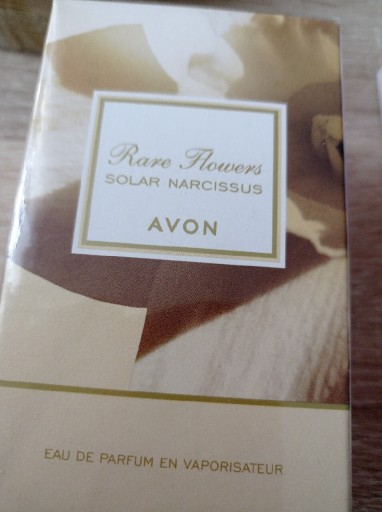 Rare Flowers
SOLAR NARCISSUS
AVON
EAU DE PARFUM EN VAPORISATEUR